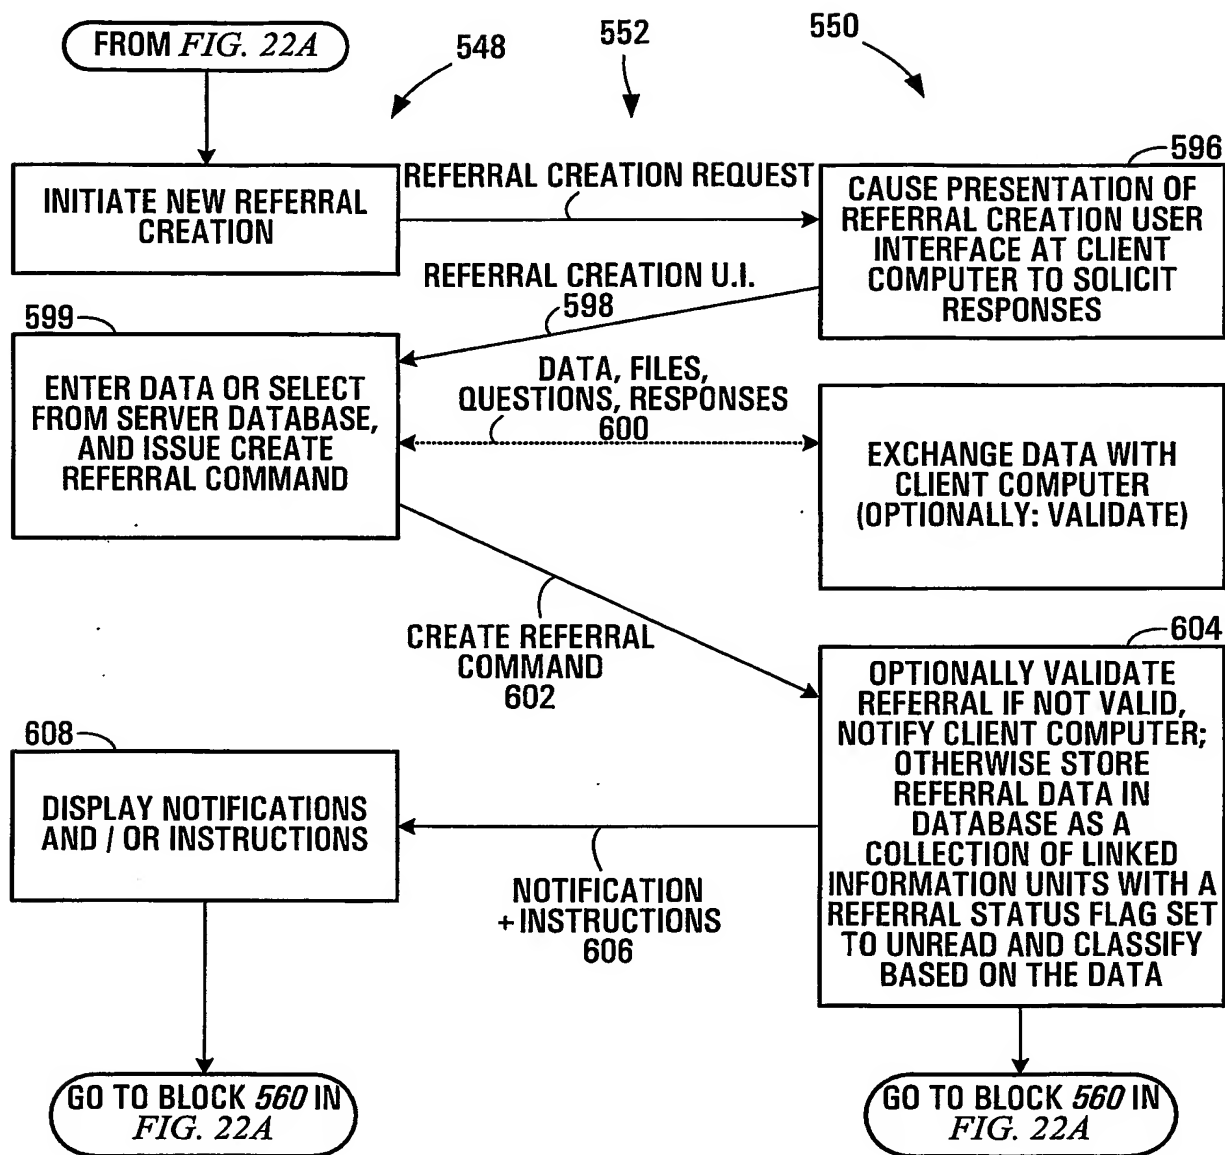 FROM FIG. 22A
548
552
550
INITIATE NEW REFERRAL
CREATION
REFERRAL CREATION REQUEST
596
CAUSE PRESENTATION OF
REFERRAL CREATION USER
INTERFACE AT CLIENT
COMPUTER TO SOLICIT
RESPONSES
REFERRAL CREATION U.I.
598
599
ENTER DATA OR SELECT
FROM SERVER DATABASE,
AND ISSUE CREATE
REFERRAL COMMAND
DATA, FILES,
QUESTIONS, RESPONSES
600
EXCHANGE DATA WITH
CLIENT COMPUTER
(OPTIONALLY: VALIDATE)
CREATE REFERRAL
COMMAND
602
604
OPTIONALLY VALIDATE
REFERRAL IF NOT VALID,
NOTIFY CLIENT COMPUTER;
OTHERWISE STORE
REFERRAL DATA IN
DATABASE AS A
COLLECTION OF LINKED
INFORMATION UNITS WITH A
REFERRAL STATUS FLAG SET
TO UNREAD AND CLASSIFY
BASED ON THE DATA
608
DISPLAY NOTIFICATIONS
AND / OR INSTRUCTIONS
NOTIFICATION
+INSTRUCTIONS
606
GO TO BLOCK 560 IN
FIG. 22A
GO TO BLOCK 560 IN
FIG. 22A